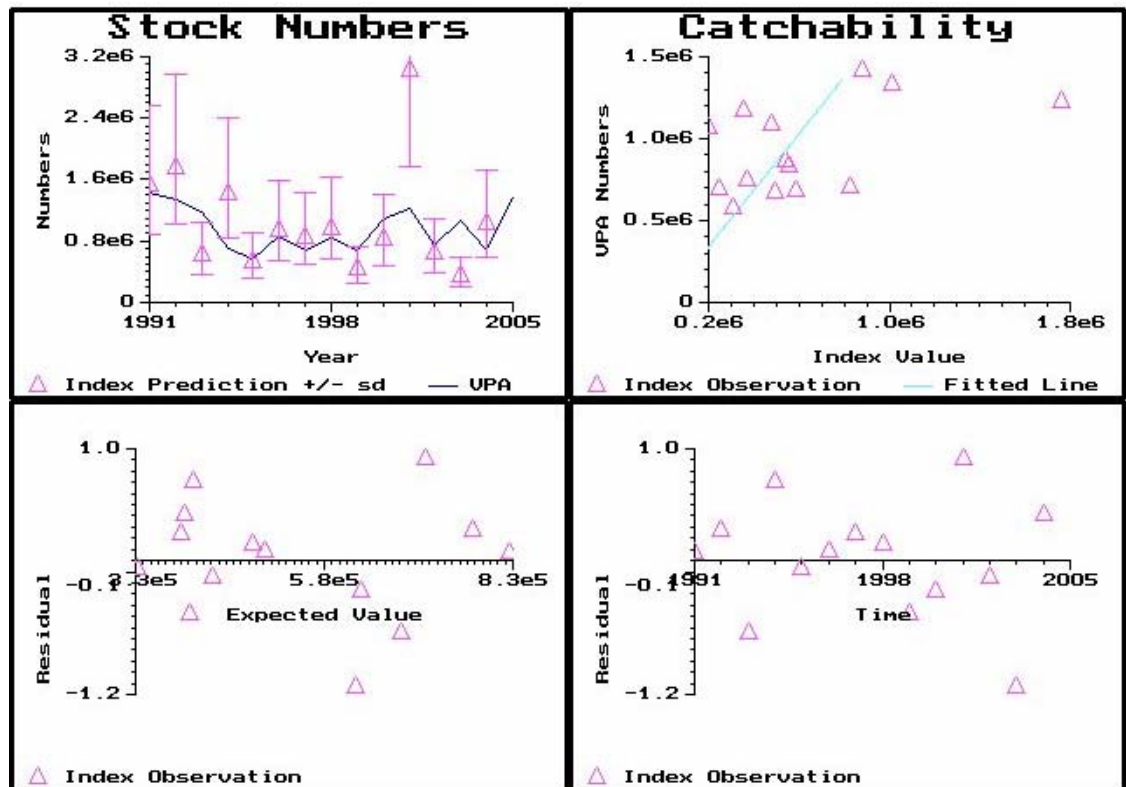 Stock Numbers
3.2e6
2.4e6
1.6e6
0.8e6
0
Numbers
1991 1998 2005
Year
Index Prediction +/- sd VPA
Catchability
1.5e6
1.0e6
0.5e6
0
VPA Numbers
0.2e6 1.0e6 1.8e6
Index Value
Index Observation Fitted Line
1.0
-0.1
-1.2
Residual
3.3e5 5.8e5 8.3e5
Expected Value
Index Observation
1.0
-0.1
-1.2
Residual
1991 1998 2005
Time
Index Observation